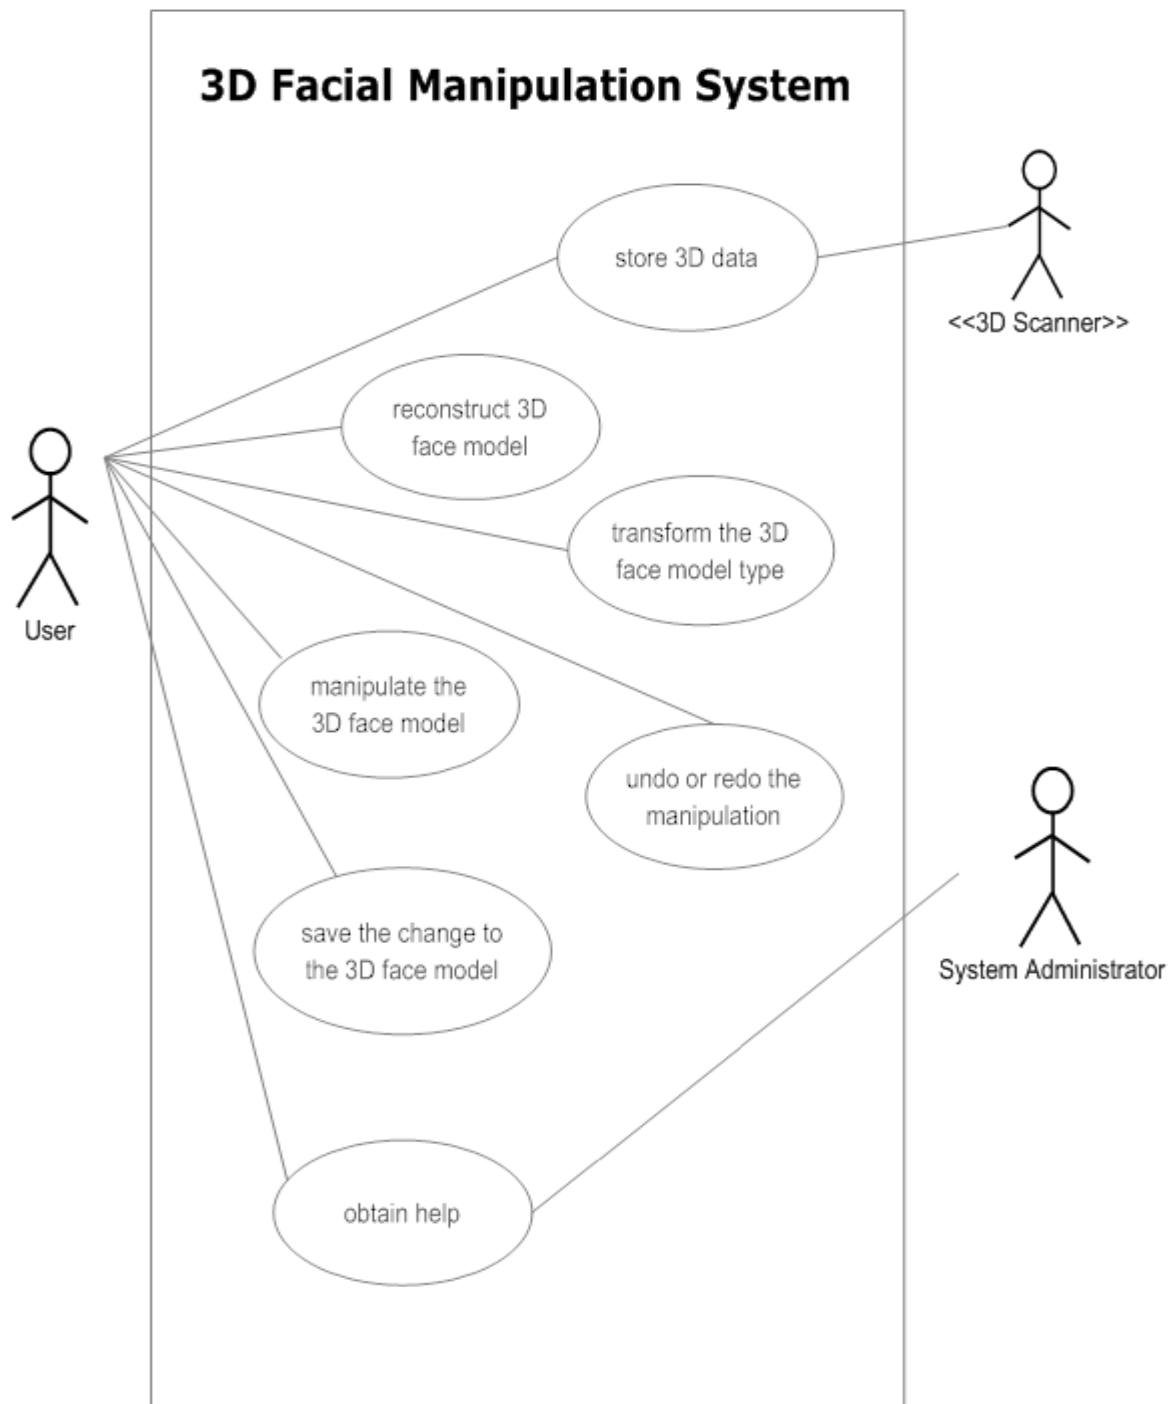 3D Facial Manipulation System
store 3D data
<<3D Scanner>>
reconstruct 3D
face model
transform the 3D
face model type
User
manipulate the
3D face model
undo or redo the
manipulation
save the change to
the 3D face model
System Administrator
obtain help